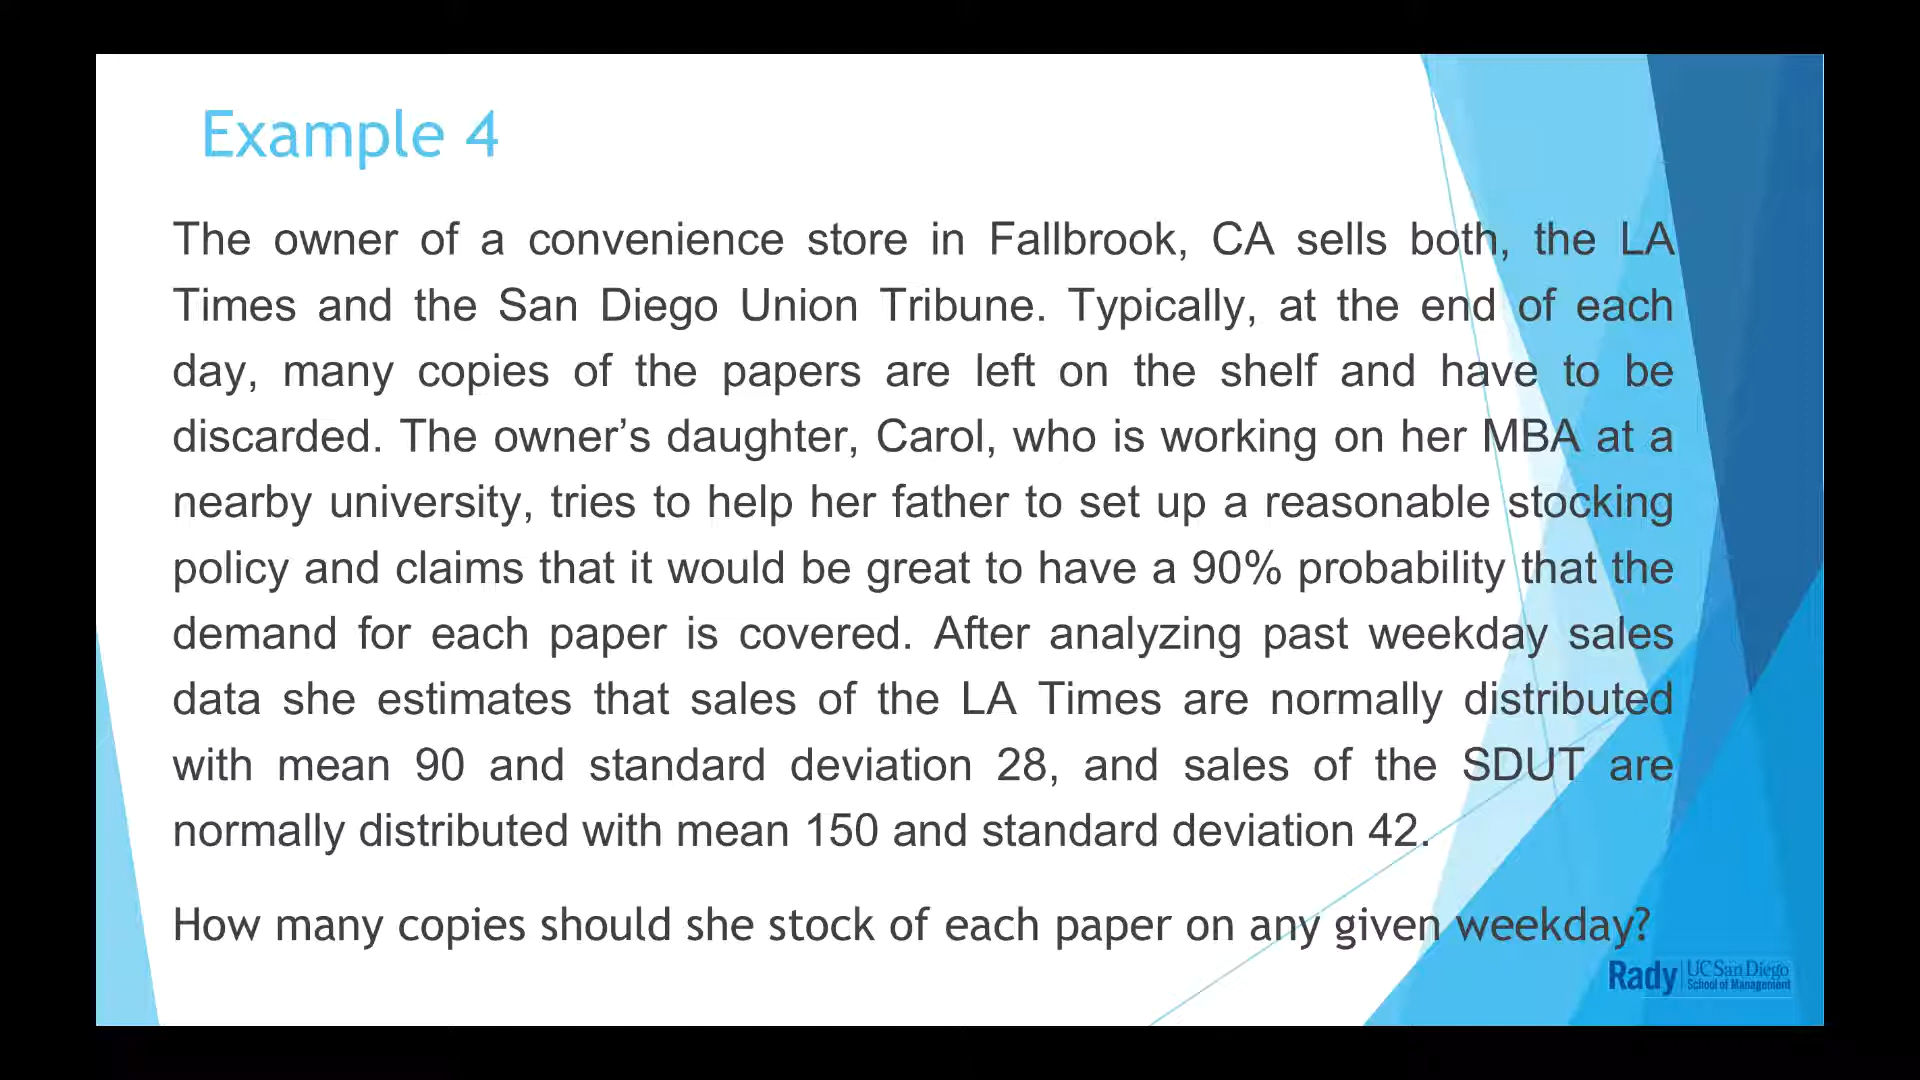 Example 4
The owner of a convenience store in Fallbrook, CA sells both, the LA
Times and the San Diego Union Tribune. Typically, at the end of each
day, many copies of the papers are left on the shelf and have to be
discarded. The owner’s daughter, Carol, who is working on her MBA at a
nearby university, tries to help her father to set up a reasonable stocking
policy and claims that it would be great to have a 90% probability that the
demand for each paper is covered. After analyzing past weekday sales
data she estimates that sales of the LA Times are normally distributed
with mean 90 and standard deviation 28, and sales of the SDUT are
normally distributed with mean 150 and standard deviation 42.
How many copies should she stock of each paper on any given weekday?
Rady
UC San Diego
School of Management